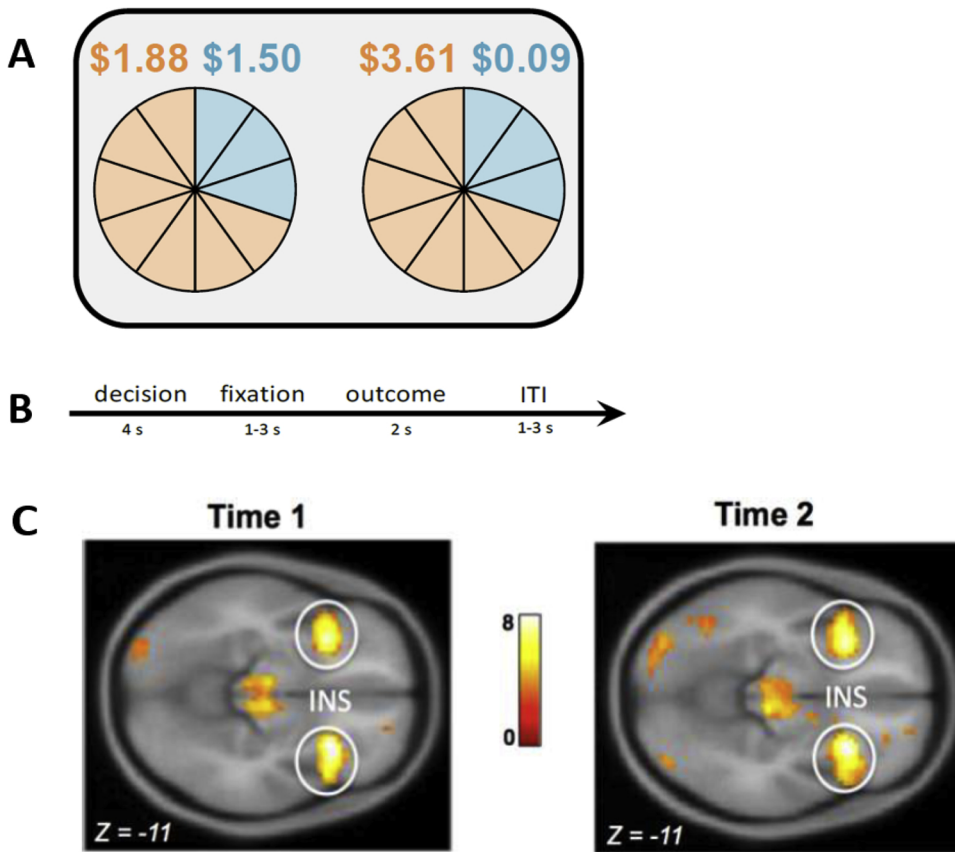 A
$1.88 $1.50 $3.61 $0.09
B
decision fixation outcome ITI
4 s 1-3 s 2 s 1-3 s
C
Time 1 Time 2
8
INS INS
0
Z = -11 Z = -11